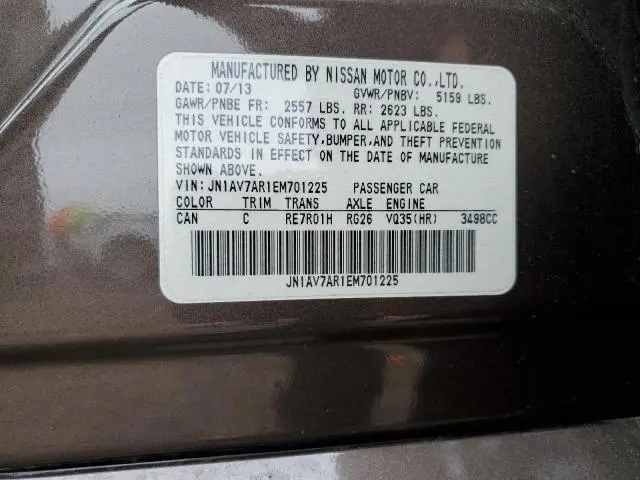 MANUFACTURED BY NISSAN MOTOR CO.,LTD.
DATE: 07/13 GVWR/PNBV: 5159 LBS.
GAWR/PNBE FR: 2557 LBS. RR: 2623 LBS.
THIS VEHICLE CONFORMS TO ALL APPLICABLE FEDERAL
MOTOR VEHICLE SAFETY,BUMPER,AND THEFT PREVENTION
STANDARDS IN EFFECT ON THE DATE OF MANUFACTURE
SHOWN ABOVE.
VIN:JN1AV7AR1EM701225 PASSENGER CAR
COLOR TRIM TRANS AXLE ENGINE
CAN C RE7R01H RG26 VQ35(HR) 3498CC
JN1AV7AR1EM701225